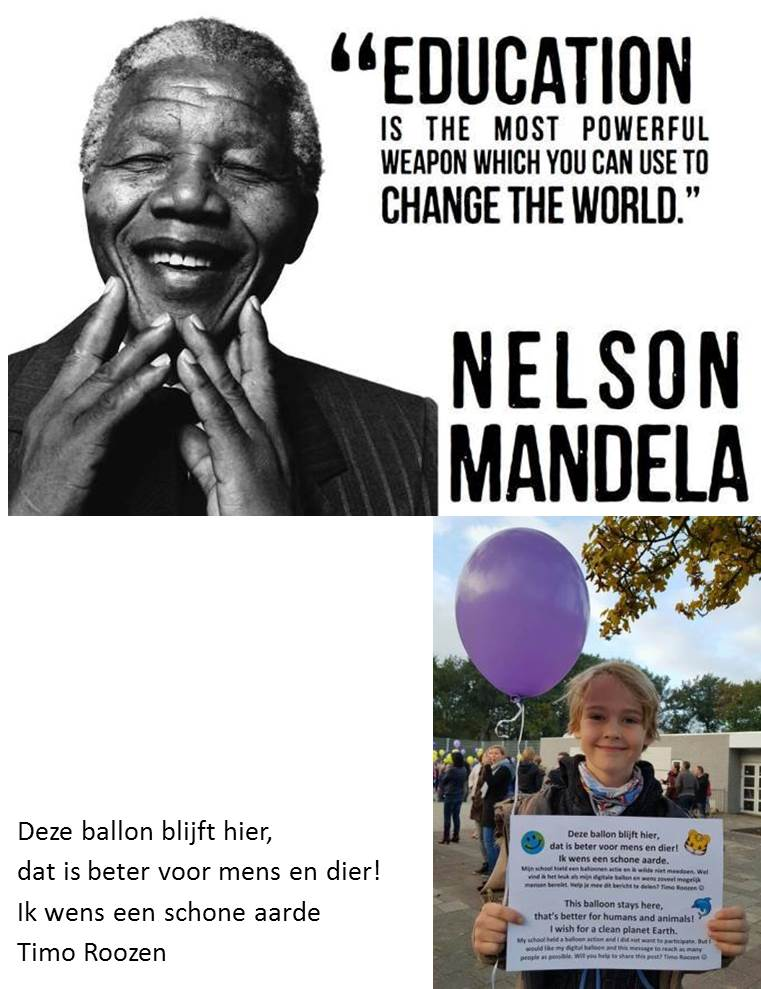 “EDUCATION
IS THE MOST POWERFUL
WEAPON WHICH YOU CAN USE TO
CHANGE THE WORLD.”
NELSON
MANDELA
Deze ballon blijft hier,
dat is beter voor mens en dier!
Ik wens een schone aarde
Timo Roozen
Deze ballon blijft hier,
dat is beter voor mens en dier!
Ik wens een schone aarde.
Mijn school hield een ballonnen actie en ik wilde niet meedoen. Wel
vind ik het leuk als mijn digitale ballon en wens zoveel mogelijk
mensen bereikt. Help je mee dit bericht te delen? Timo Roozen ☺
This balloon stays here,
that's better for humans and animals!
I wish for a clean planet Earth.
My school held a balloon action and I did not want to participate. But I
would like my digital balloon and this message to reach as many
people as possible. Will you help to share this post? Timo Roozen ☺